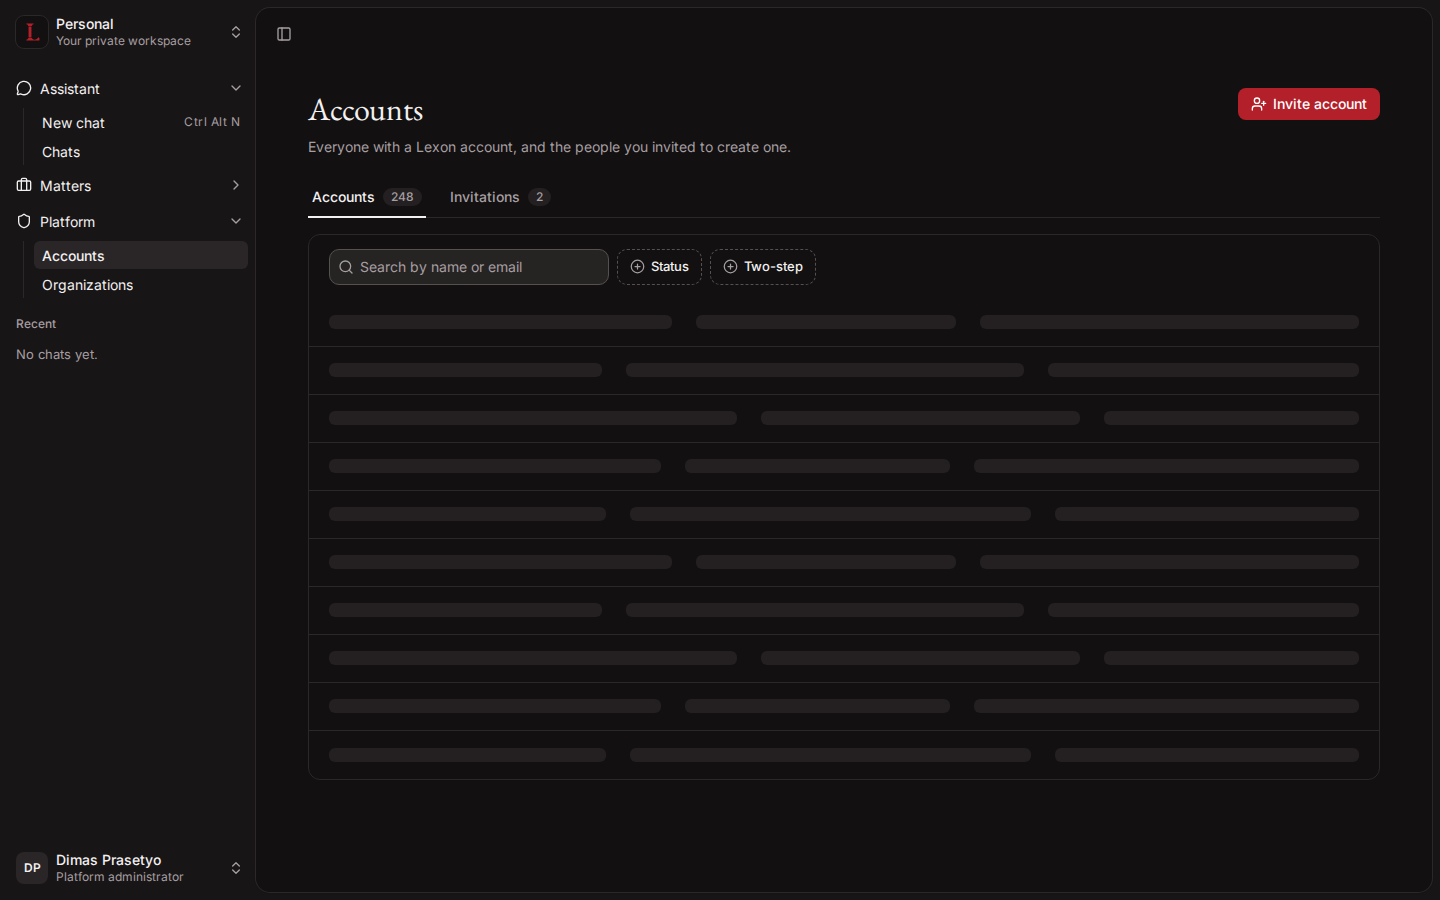 L
Personal
Your private workspace
Assistant
New chat
Ctrl Alt N
Chats
Matters
Platform
Accounts
Organizations
Recent
No chats yet.
DP
Dimas Prasetyo
Platform administrator
Accounts
Invite account
Everyone with a Lexon account, and the people you invited to create one.
Accounts 248
Invitations 2
Search by name or email
Status
Two-step